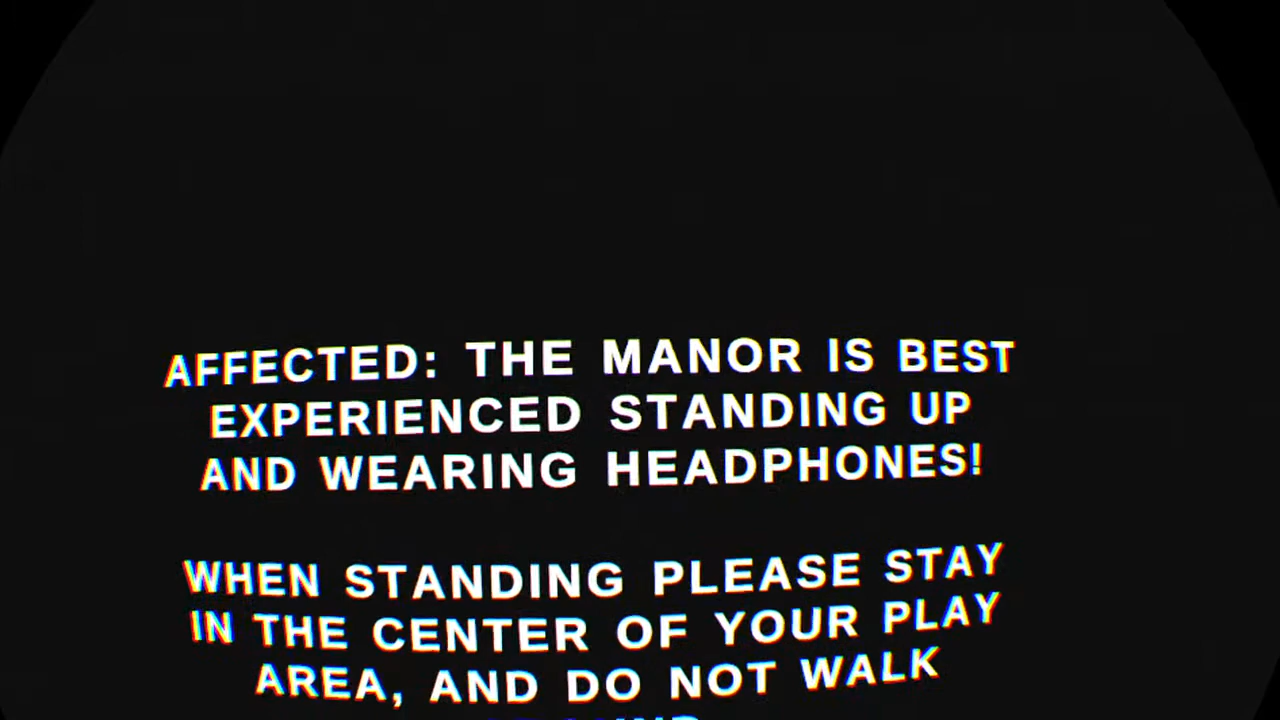 AFFECTED: THE MANOR IS BEST
EXPERIENCED STANDING UP
AND WEARING HEADPHONES!
WHEN STANDING PLEASE STAY
IN THE CENTER OF YOUR PLAY
AREA, AND DO NOT WALK